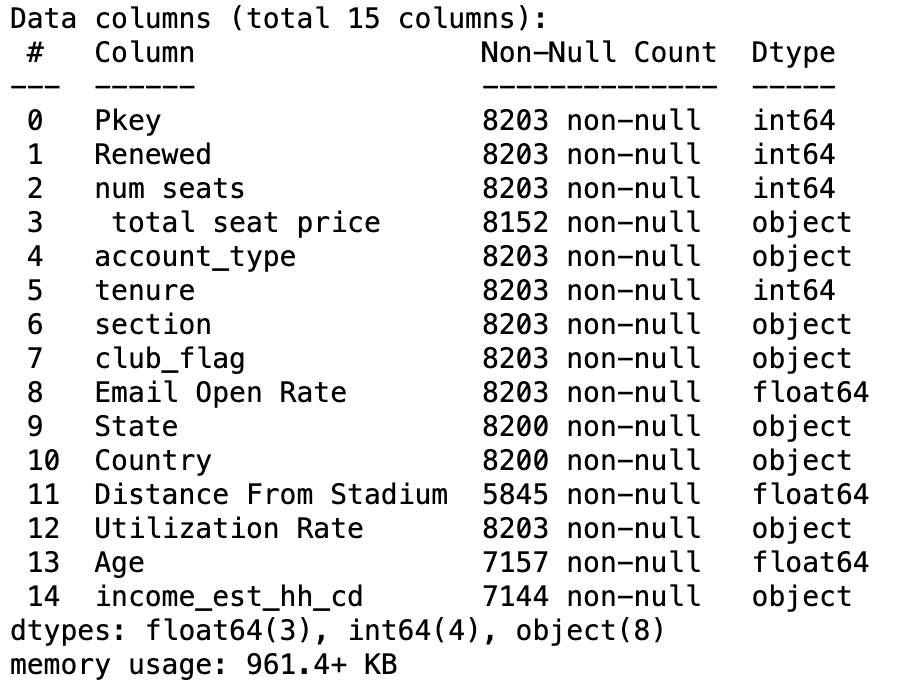 Data columns (total 15 columns):
 #   Column                 Non-Null Count  Dtype
---  ------                 --------------  -----
 0   Pkey                   8203 non-null   int64
 1   Renewed                8203 non-null   int64
 2   num seats              8203 non-null   int64
 3    total seat price      8152 non-null   object
 4   account_type           8203 non-null   object
 5   tenure                 8203 non-null   int64
 6   section                8203 non-null   object
 7   club_flag              8203 non-null   object
 8   Email Open Rate        8203 non-null   float64
 9   State                  8200 non-null   object
 10  Country                8200 non-null   object
 11  Distance From Stadium  5845 non-null   float64
 12  Utilization Rate       8203 non-null   object
 13  Age                    7157 non-null   float64
 14  income_est_hh_cd       7144 non-null   object
dtypes: float64(3), int64(4), object(8)
memory usage: 961.4+ KB